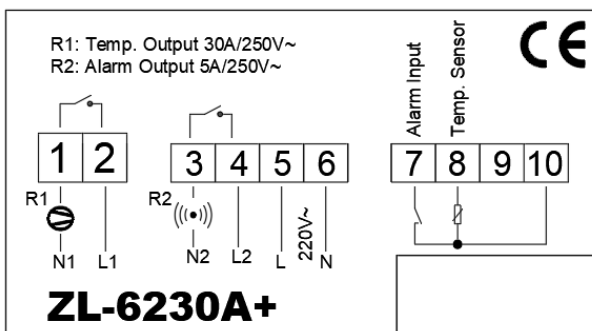 R1: Temp. Output 30A/250V~
R2: Alarm Output 5A/250V~
Alarm Input
Temp. Sensor
CE
1 2
3 4 5 6
7 8 9 10
R1
R2
N1 L1
N2 L2 L 220V~ N
ZL-6230A+